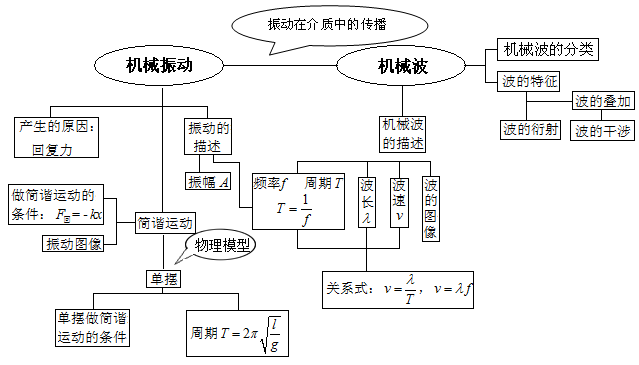 振动在介质中的传播
机械振动
机械波
机械波的分类
波的特征
波的叠加
波的衍射
波的干涉
产生的原因：
回复力
振动的
描述
机械波
的描述
振幅 A
频率f 周期T
T = 1/f
波长λ
波速v
波的图像
做简谐运动的
条件：F回=-kx
振动图像
简谐运动
物理模型
单摆
关系式：v=λ/T，v=λf
单摆做简谐
运动的条件
周期T=2π√(l/g)